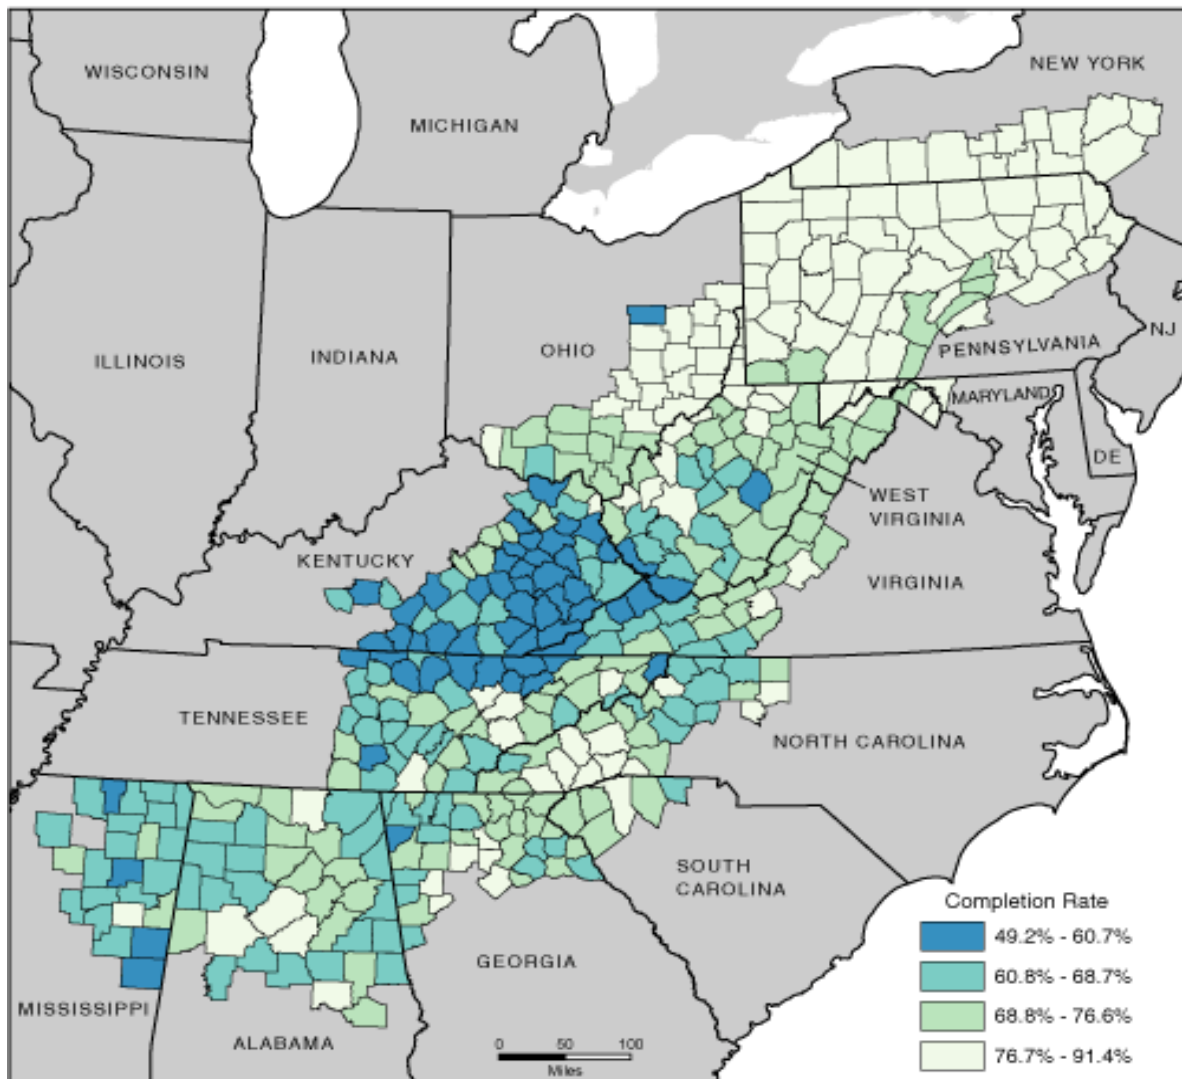 WISCONSIN
NEW YORK
MICHIGAN
ILLINOIS
INDIANA
OHIO
PENNSYLVANIA
NJ
MARYLAND
DE
WEST
VIRGINIA
KENTUCKY
VIRGINIA
TENNESSEE
NORTH CAROLINA
SOUTH
CAROLINA
GEORGIA
MISSISSIPPI
ALABAMA
Completion Rate
49.2% - 60.7%
60.8% - 68.7%
68.8% - 76.6%
76.7% - 91.4%
0 50 100
Miles